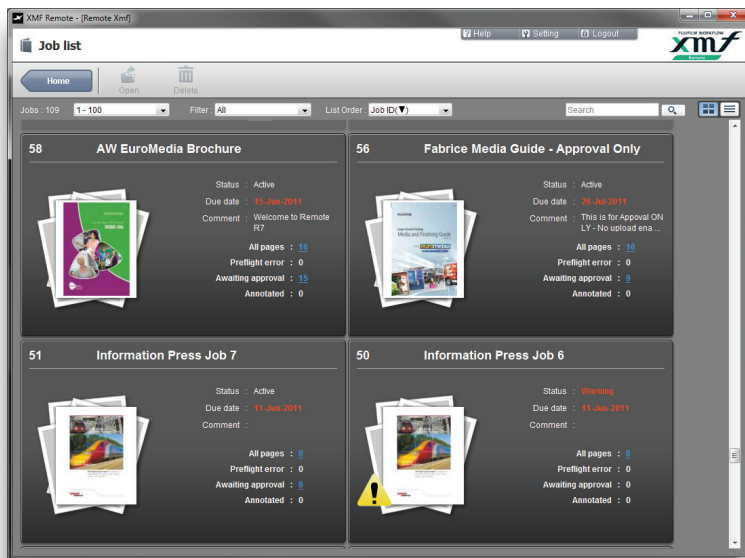 XMF Remote - [Remote Xmf]
Job list
Help
Setting
Logout
FUJIFILM WORKFLOW
xmf
Remote
Home
Open
Delete
Jobs : 109
1 - 100
Filter : All
List Order : Job ID(▼)
Search
58 AW EuroMedia Brochure
Status : Active
Due date : 15-Jun-2011
Comment : Welcome to Remote
R7
All pages : 16
Preflight error : 0
Awaiting approval : 15
Annotated : 0
56 Fabrice Media Guide - Approval Only
Status : Active
Due date : 26-Jul-2011
Comment : This is for Appoval ON
LY - No upload ena ...
All pages : 16
Preflight error : 0
Awaiting approval : 9
Annotated : 0
Media and Finishing Guide
51 Information Press Job 7
Status : Active
Due date : 11-Jun-2011
Comment :
All pages : 8
Preflight error : 0
Awaiting approval : 8
Annotated : 0
50 Information Press Job 6
Status : Warning
Due date : 11-Jun-2011
Comment :
All pages : 8
Preflight error : 0
Awaiting approval : 0
Annotated : 0